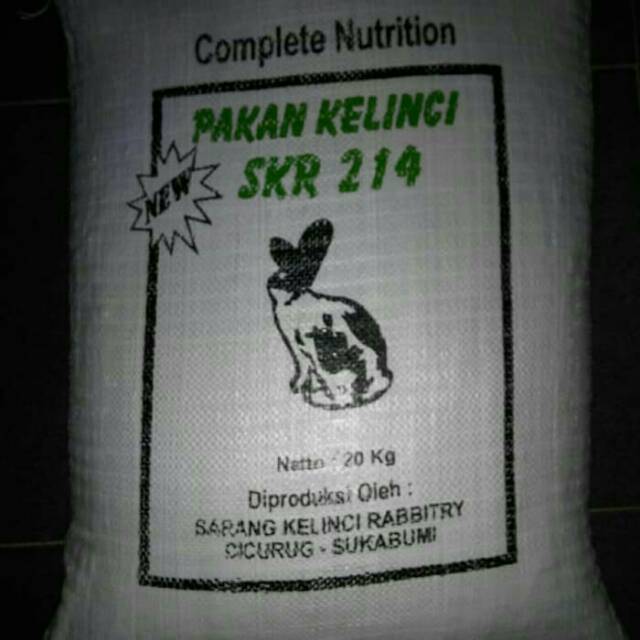 Complete Nutrition
PAKAN KELINCI
SKR 214
NEW
Netto : 20 Kg
Diproduksi Oleh :
SARANG KELINCI RABBITRY
CICURUG - SUKABUMI